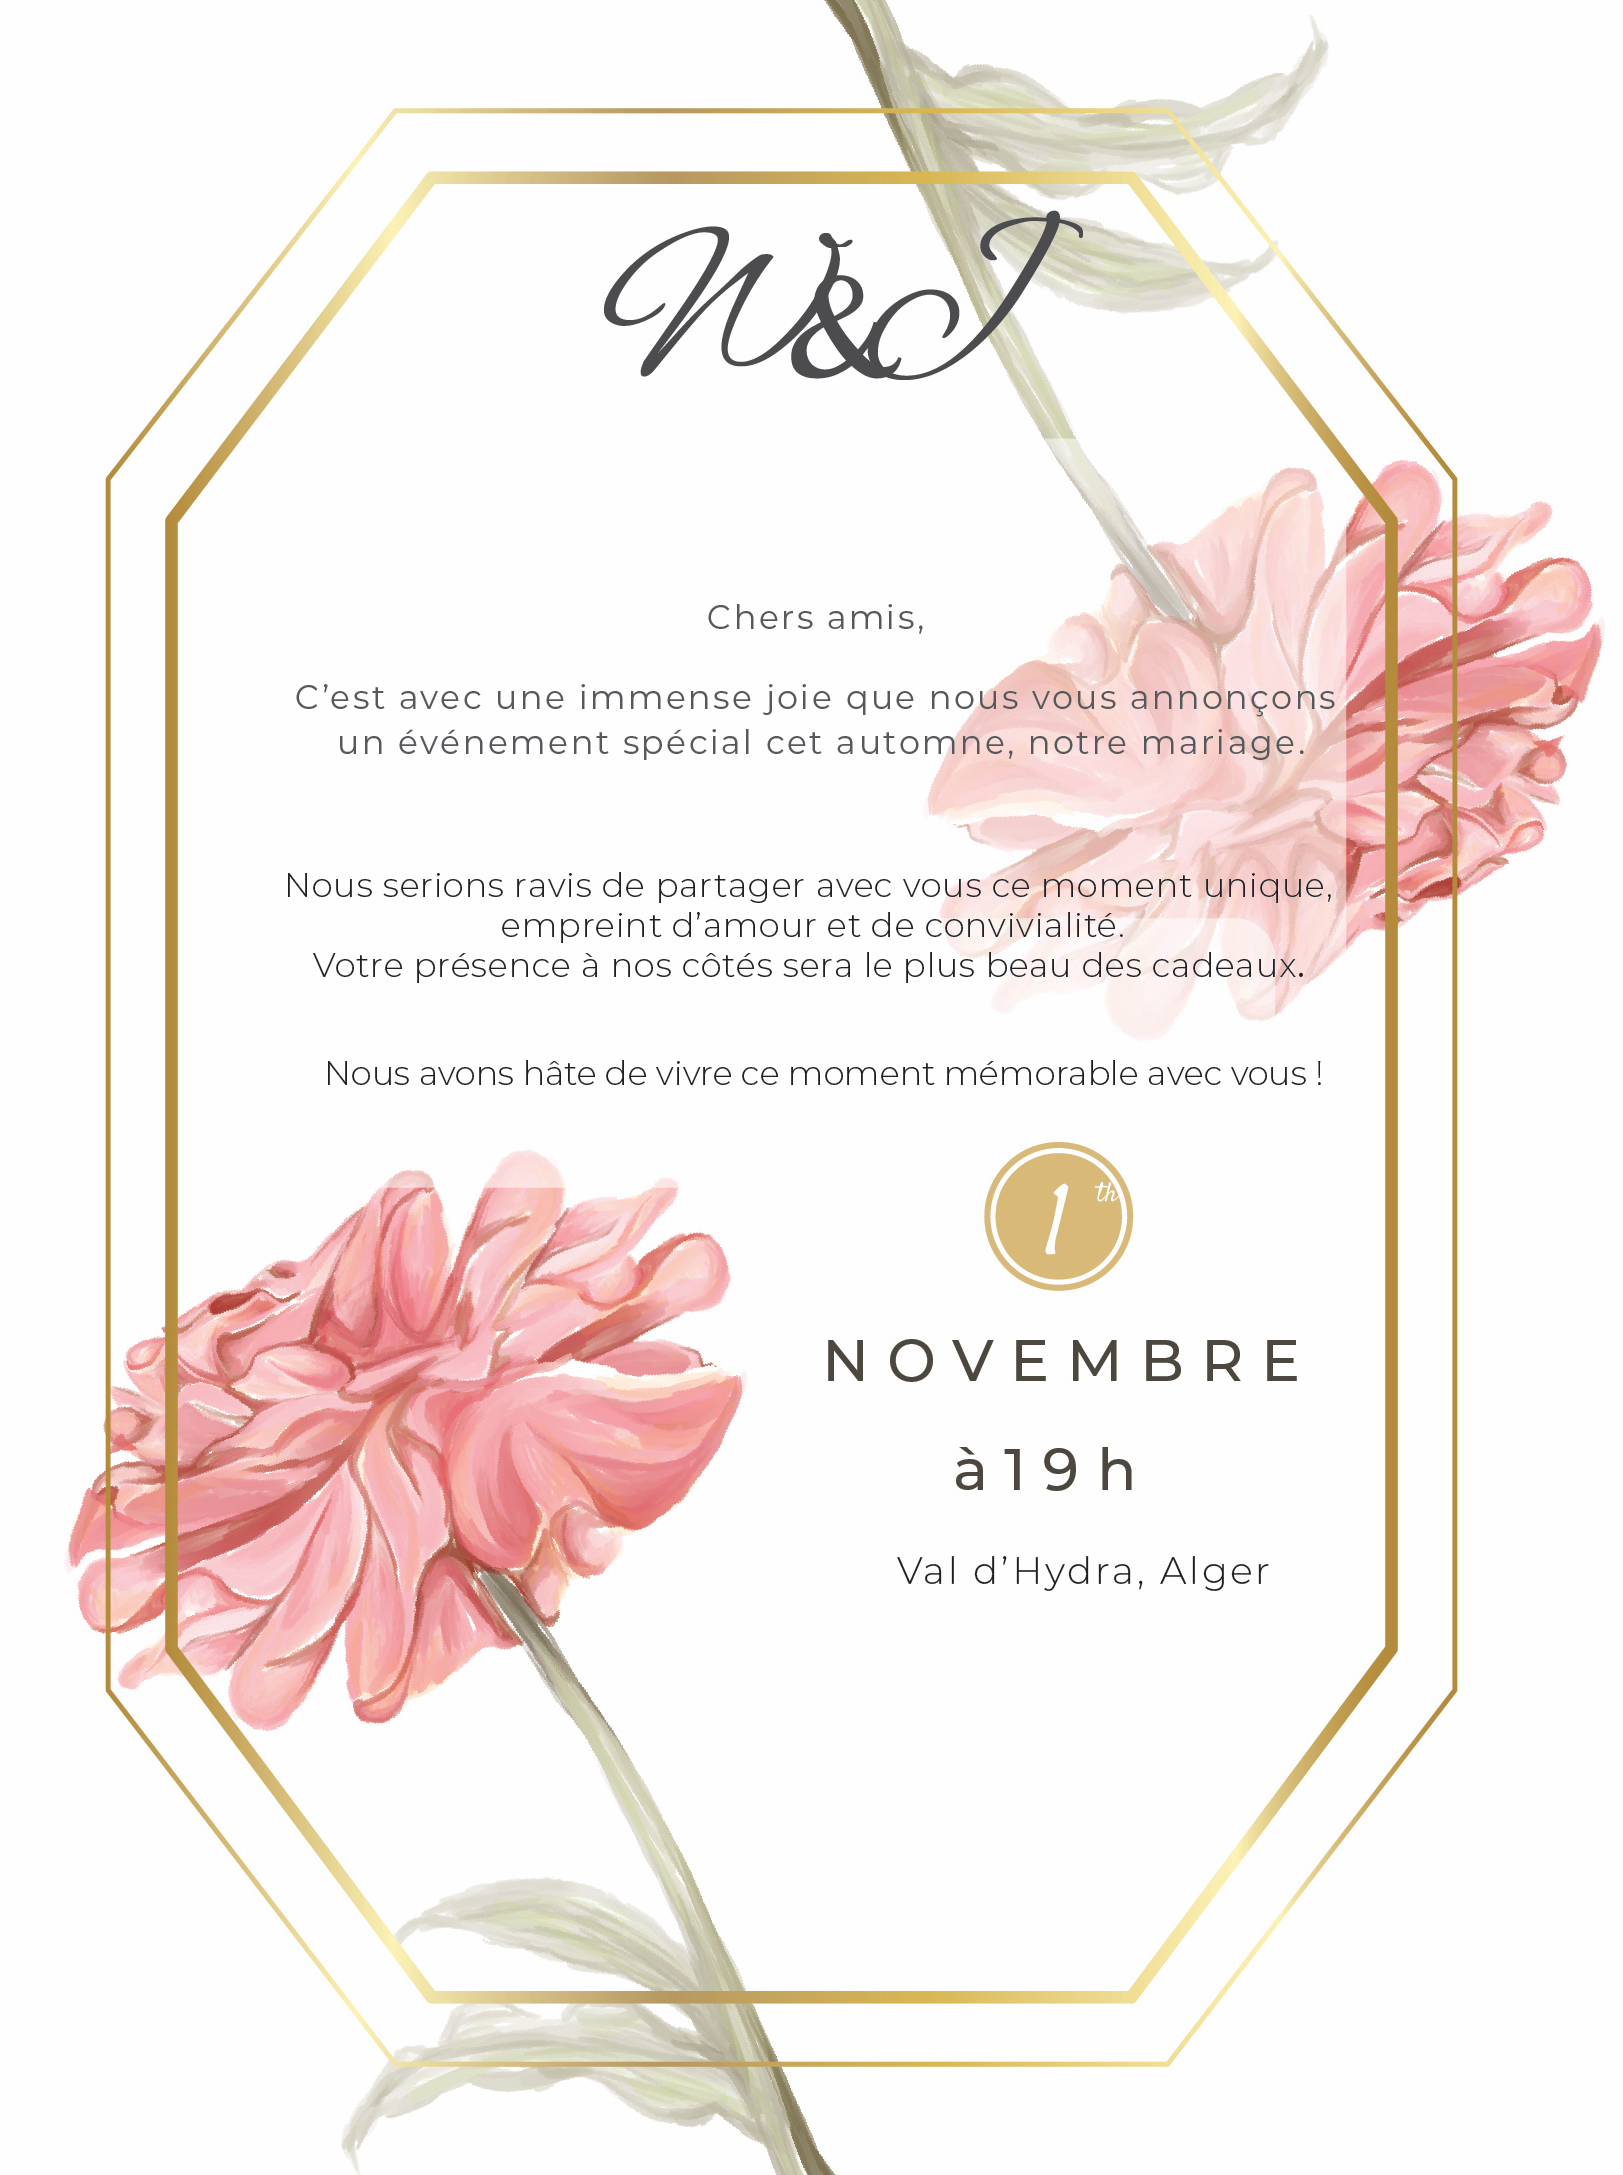 W&J
Chers amis,
C’est avec une immense joie que nous vous annonçons
un événement spécial cet automne, notre mariage.
Nous serions ravis de partager avec vous ce moment unique,
empreint d’amour et de convivialité.
Votre présence à nos côtés sera le plus beau des cadeaux.
Nous avons hâte de vivre ce moment mémorable avec vous !
1th
NOVEMBRE
à 19 h
Val d’Hydra, Alger